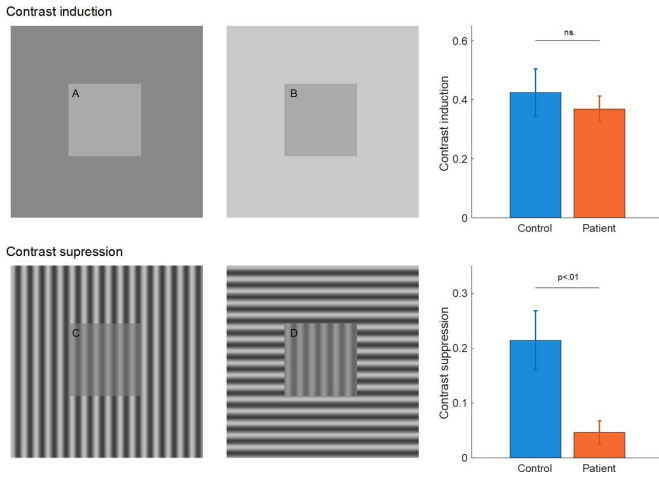 Contrast induction
A
B
Contrast induction
0.6
0.4
0.2
0
ns.
Control
Patient
Contrast supression
C
D
Contrast suppression
0.3
0.2
0.1
0
p<.01
Control
Patient